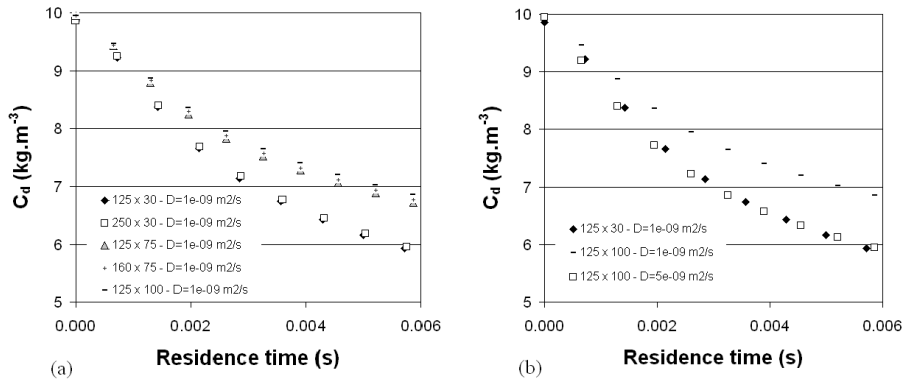 10
9
8
7
6
5
C_d (kg.m⁻³)
125 x 30 - D=1e-09 m2/s
250 x 30 - D=1e-09 m2/s
125 x 75 - D=1e-09 m2/s
160 x 75 - D=1e-09 m2/s
125 x 100 - D=1e-09 m2/s
0.000 0.002 0.004 0.006
Residence time (s)
(a)
10
9
8
7
6
5
C_d (kg.m⁻³)
125 x 30 - D=1e-09 m2/s
125 x 100 - D=1e-09 m2/s
125 x 100 - D=5e-09 m2/s
0.000 0.002 0.004 0.006
Residence time (s)
(b)